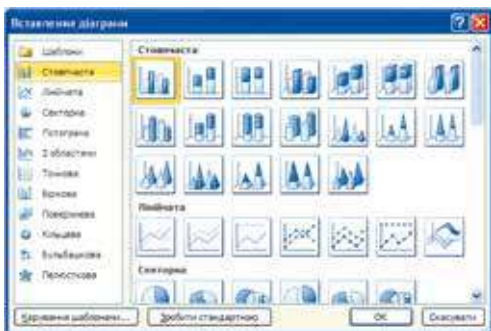 Вставлення діаграми
Шаблони
Стовпчаста
Лінійчата
Секторна
Гістограма
З областями
Точкова
Біржова
Поверхнева
Кільцева
Бульбашкова
Пелюсткова
Стовпчаста
Лінійчата
Секторна
Керування шаблонами...
Зробити стандартною
ОК
Скасувати